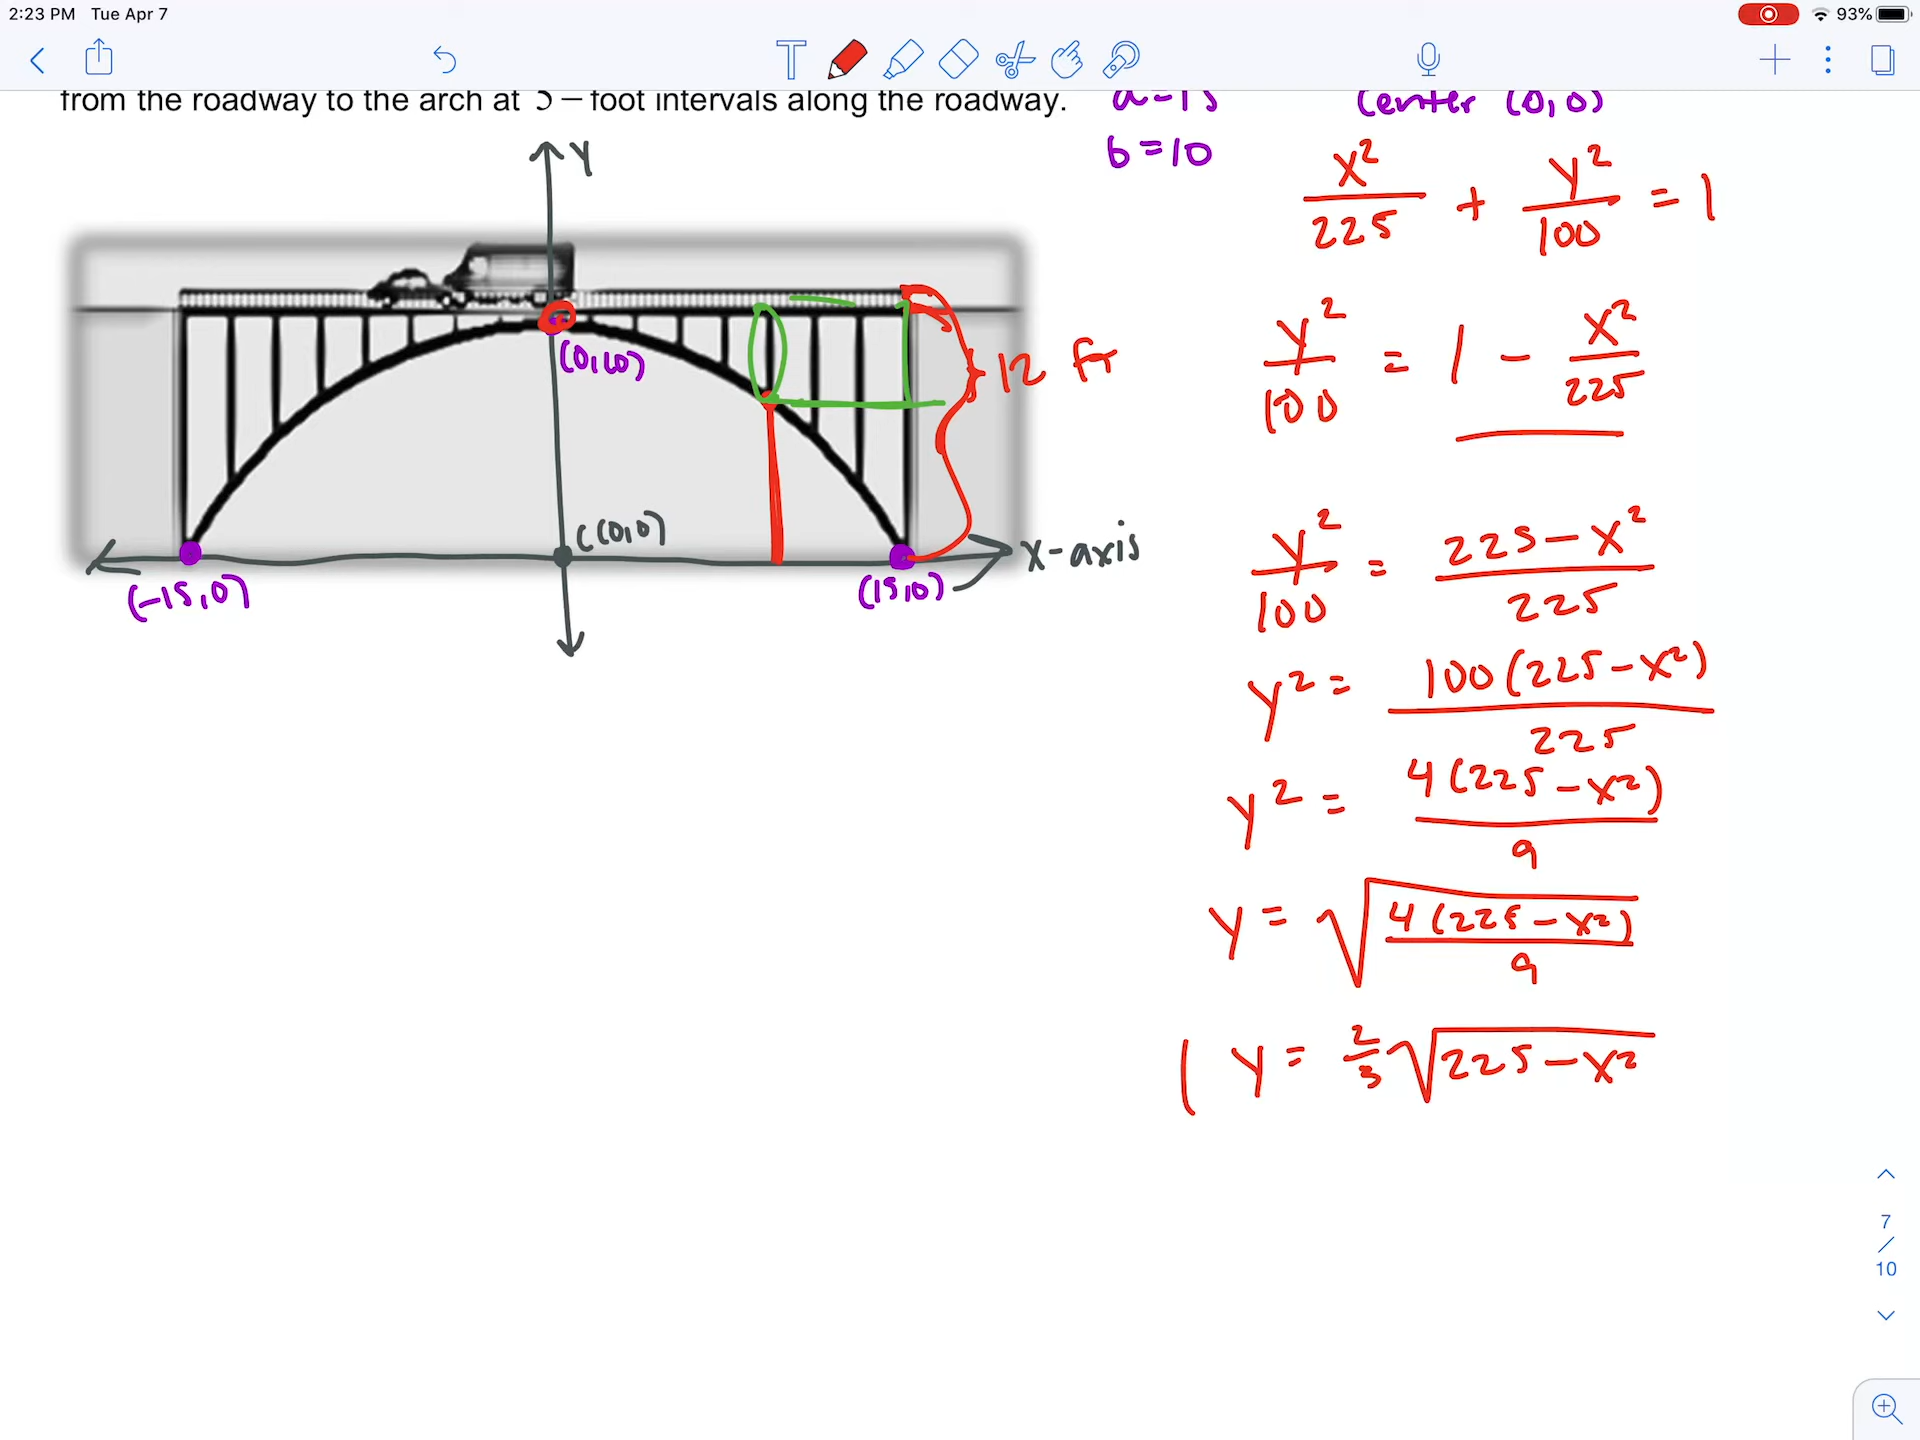 2:23 PM Tue Apr 7 93%
T
from the roadway to the arch at 5 – foot intervals along the roadway.
a = 15
b = 10
Center (0,0)
Y
(0,10)
12 ft
C(0,0)
x-axis
(-15,0)
(15,0)
x²/225 + y²/100 = 1
y²/100 = 1 - x²/225
y²/100 = (225 - x²)/225
y² = 100(225 - x²)/225
y² = 4(225 - x²)/9
y = √(4(225 - x²)/9)
( y = 2/3 √(225 - x²)
7
/
10